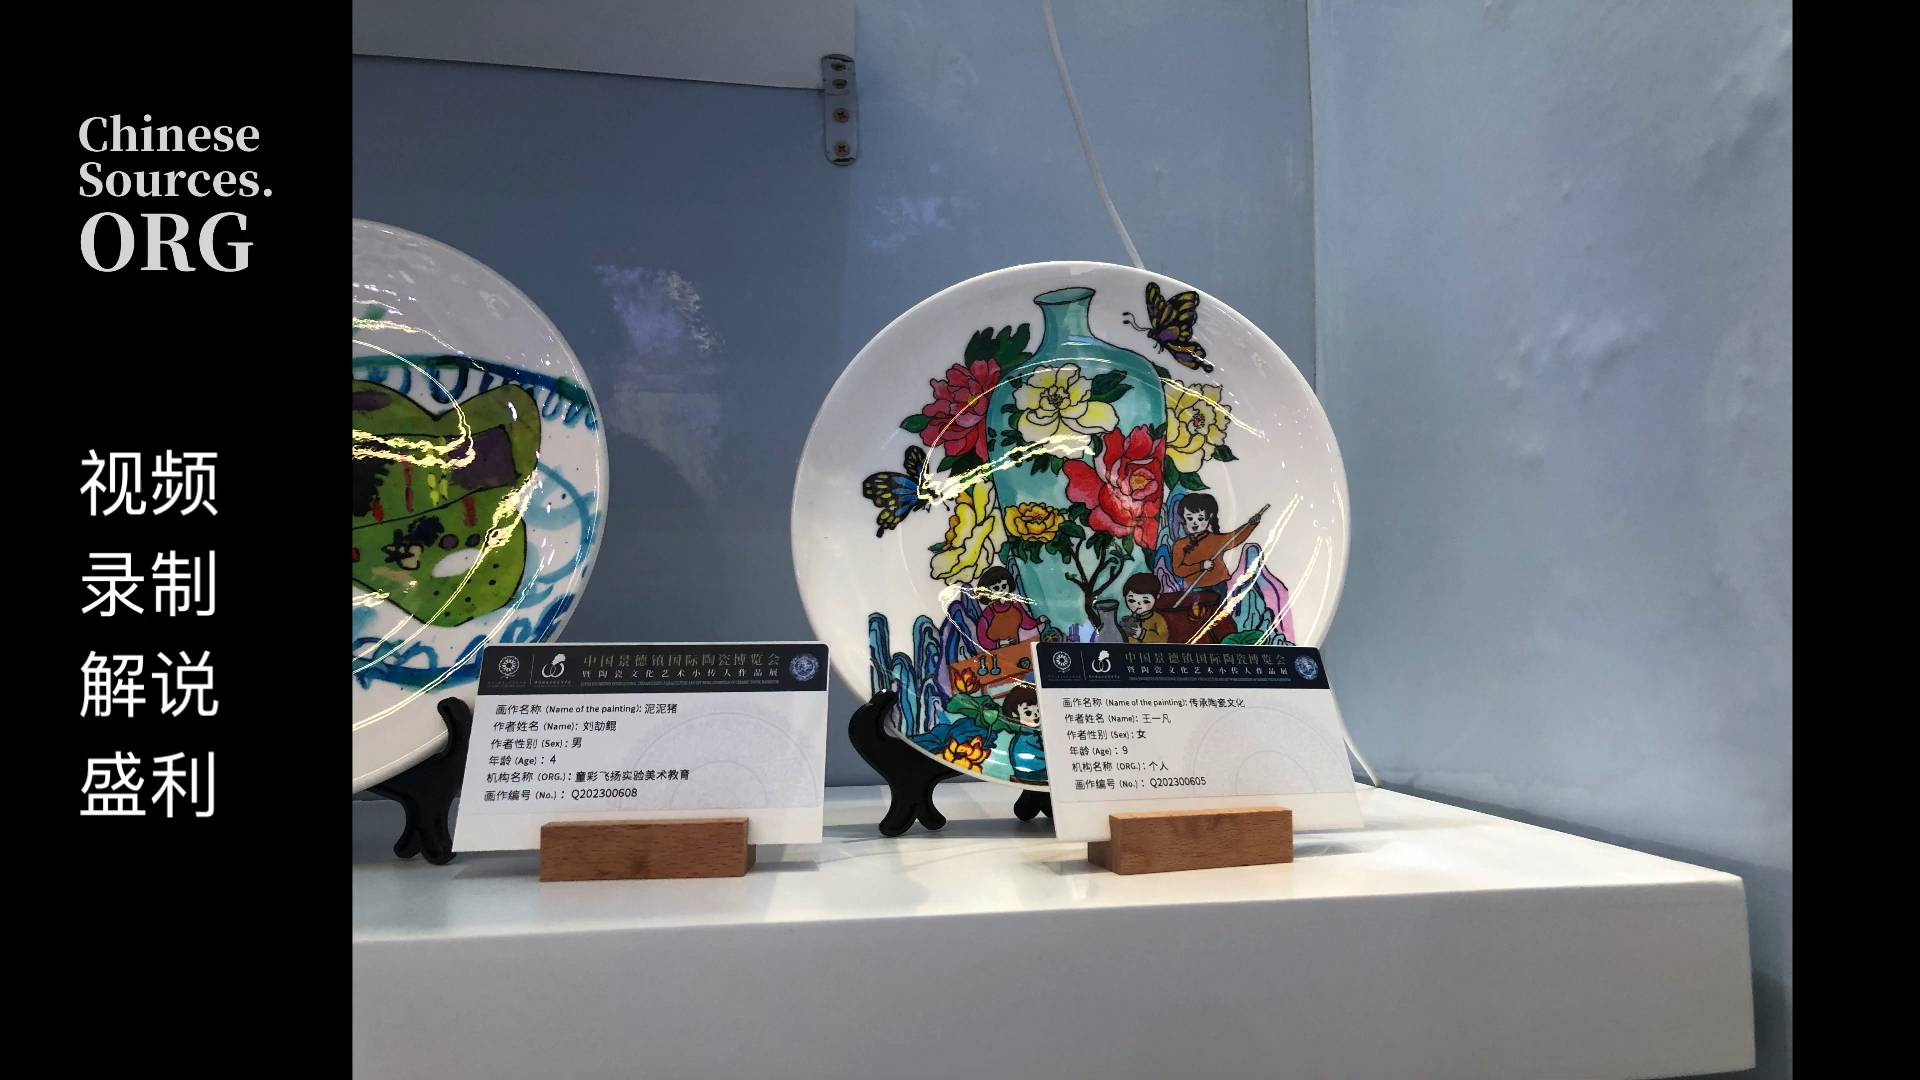 Chinese
Sources.
ORG
视频
录制
解说
盛利
中国景德镇国际陶瓷博览会
暨陶瓷文化艺术小传人作品展
画作名称 (Name of the painting): 泥泥猪
作者姓名 (Name): 刘劼鲲
作者性别 (Sex): 男
年龄 (Age): 4
机构名称 (ORG.): 童彩飞扬实验美术教育
画作编号 (No.): Q202300608
中国景德镇国际陶瓷博览会
暨陶瓷文化艺术小传人作品展
画作名称 (Name of the painting): 传承陶瓷文化
作者姓名 (Name): 王一凡
作者性别 (Sex): 女
年龄 (Age): 9
机构名称 (ORG.): 个人
画作编号 (No.): Q202300605